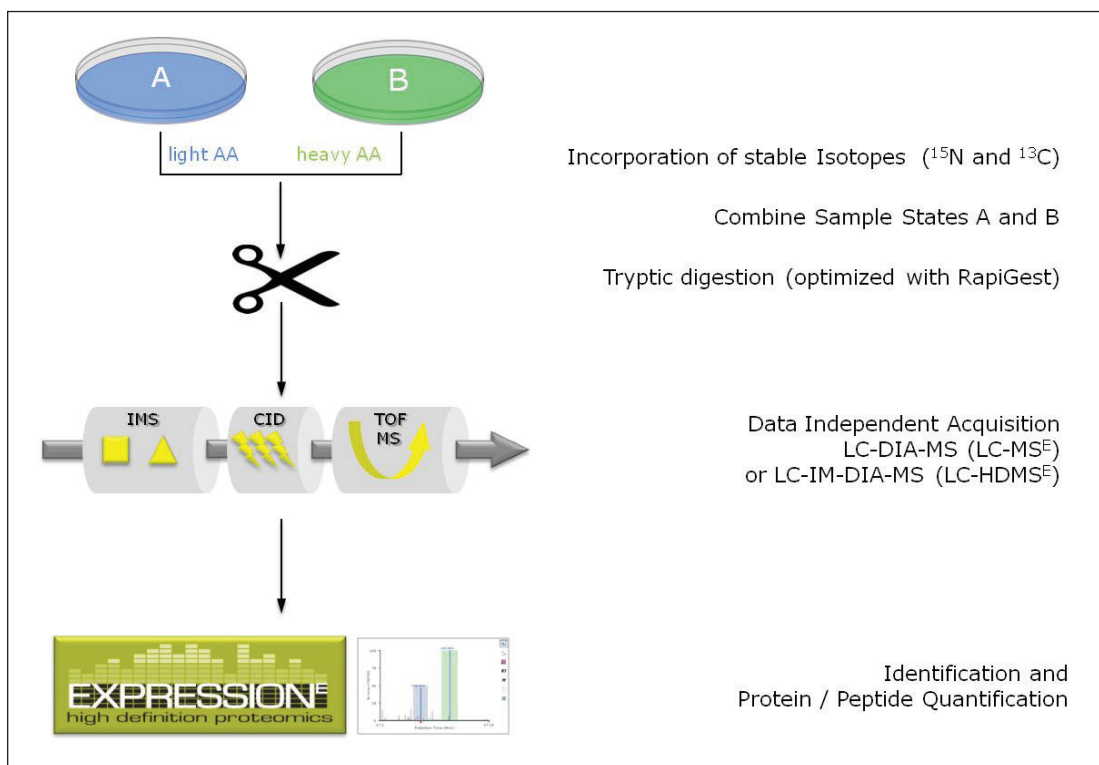 A
B
light AA heavy AA
Incorporation of stable Isotopes (¹⁵N and ¹³C)
Combine Sample States A and B
Tryptic digestion (optimized with RapiGest)
IMS
CID
TOF
MS
Data Independent Acquisition
LC-DIA-MS (LC-MSᴱ)
or LC-IM-DIA-MS (LC-HDMSᴱ)
EXPRESSIONᴱ
high definition proteomics
Identification and
Protein / Peptide Quantification